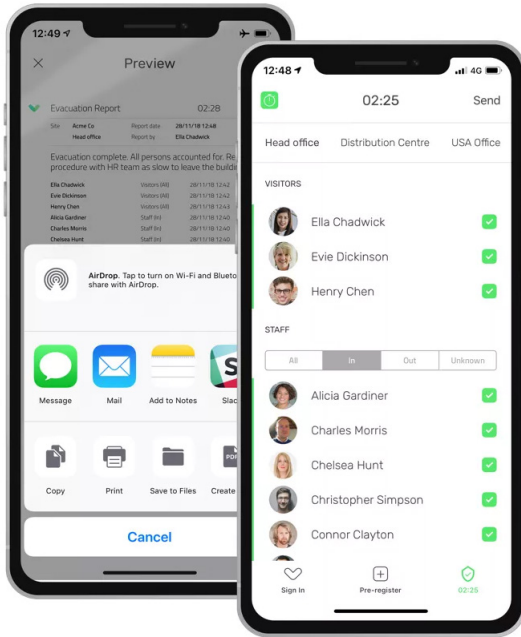 12:49
Preview
Evacuation Report 02:28
Site Acme Co Report date 28/11/18 12:48
Head office Report by Ella Chadwick
Evacuation complete. All persons accounted for. Re
procedure with HR team as slow to leave the buildin
Ella Chadwick Visitors (All) 28/11/18 12:42
Evie Dickinson Visitors (All) 28/11/18 12:42
Henry Chen Visitors (All) 28/11/18 12:43
Alicia Gardiner Staff (In) 28/11/18 12:40
Charles Morris Staff (In) 28/11/18 12:40
Chelsea Hunt Staff (In) 28/11/18 12:40
AirDrop. Tap to turn on Wi-Fi and Blueto
share with AirDrop.
Message Mail Add to Notes Slac
PDF
Copy Print Save to Files Create
Cancel
12:48 4G
02:25 Send
Head office Distribution Centre USA Office
VISITORS
Ella Chadwick
Evie Dickinson
Henry Chen
STAFF
All In Out Unknown
Alicia Gardiner
Charles Morris
Chelsea Hunt
Christopher Simpson
Connor Clayton
Sign In Pre-register 02:25